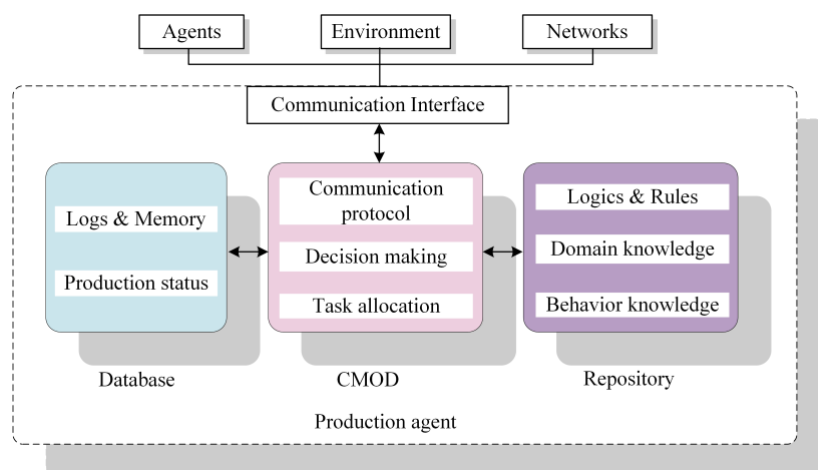 Agents
Environment
Networks
Communication Interface
Logs & Memory
Production status
Communication
protocol
Decision making
Task allocation
Logics & Rules
Domain knowledge
Behavior knowledge
Database
CMOD
Repository
Production agent